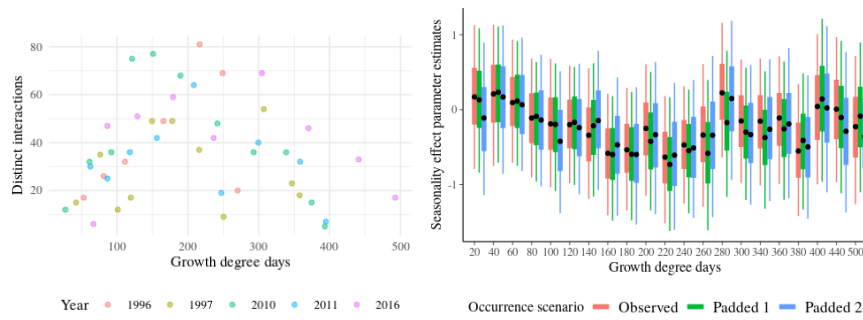 80
60
40
20
Distinct interactions
100 200 300 400 500
Growth degree days
Year 1996 1997 2010 2011 2016
1
0
-1
Seasonality effect parameter estimates
20 40 60 80 100 120 140 160 180 200 220 240 260 280 300 340 360 380 400 440 500
Growth degree days
Occurrence scenario Observed Padded 1 Padded 2